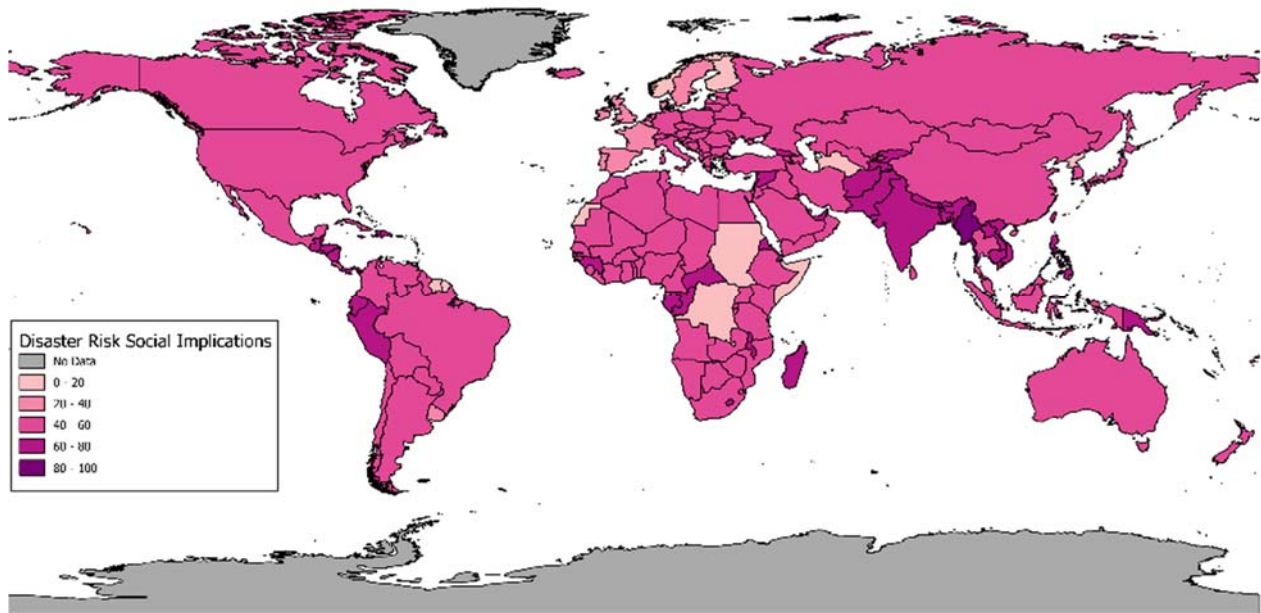 Disaster Risk Social Implications
No Data
0 - 20
20 - 40
40 - 60
60 - 80
80 - 100